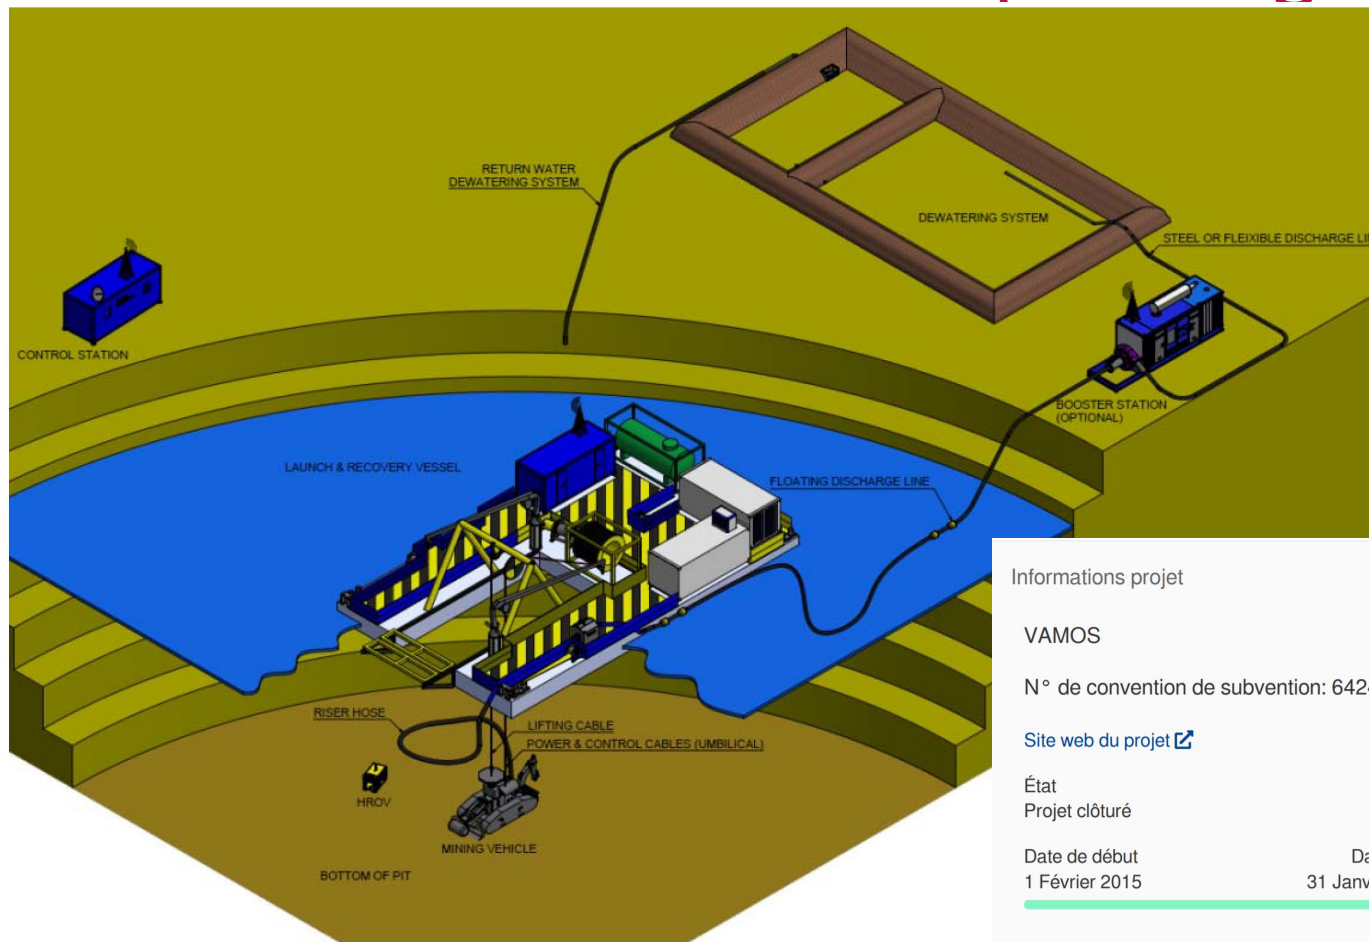 RETURN WATER
DEWATERING SYSTEM
DEWATERING SYSTEM
STEEL OR FLEIXIBLE DISCHARGE
CONTROL STATION
BOOSTER STATION
(OPTIONAL)
LAUNCH & RECOVERY VESSEL
FLOATING DISCHARGE LINE
RISER HOSE
LIFTING CABLE
POWER & CONTROL CABLES (UMBILICAL)
HROV
MINING VEHICLE
BOTTOM OF PIT
Informations projet
VAMOS
N° de convention de subvention: 642
Site web du projet
État
Projet clôturé
Date de début Da
1 Février 2015 31 Janv